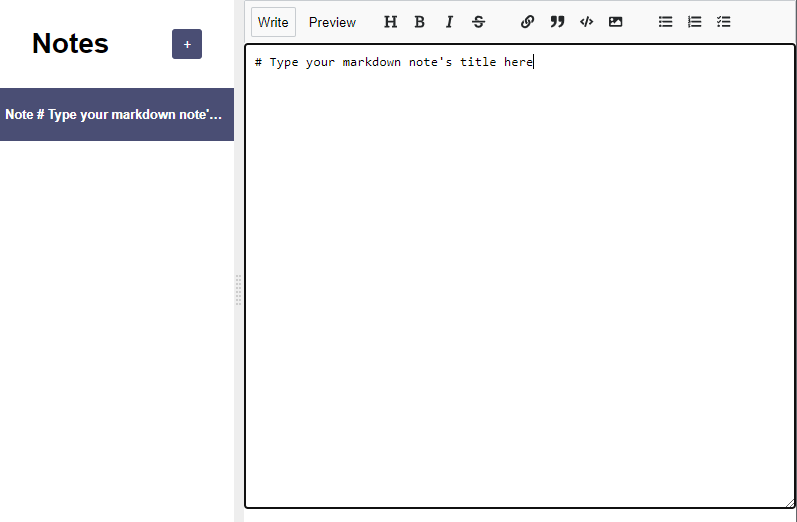 Notes
+
Note # Type your markdown note'...
Write Preview H B I S
# Type your markdown note's title here